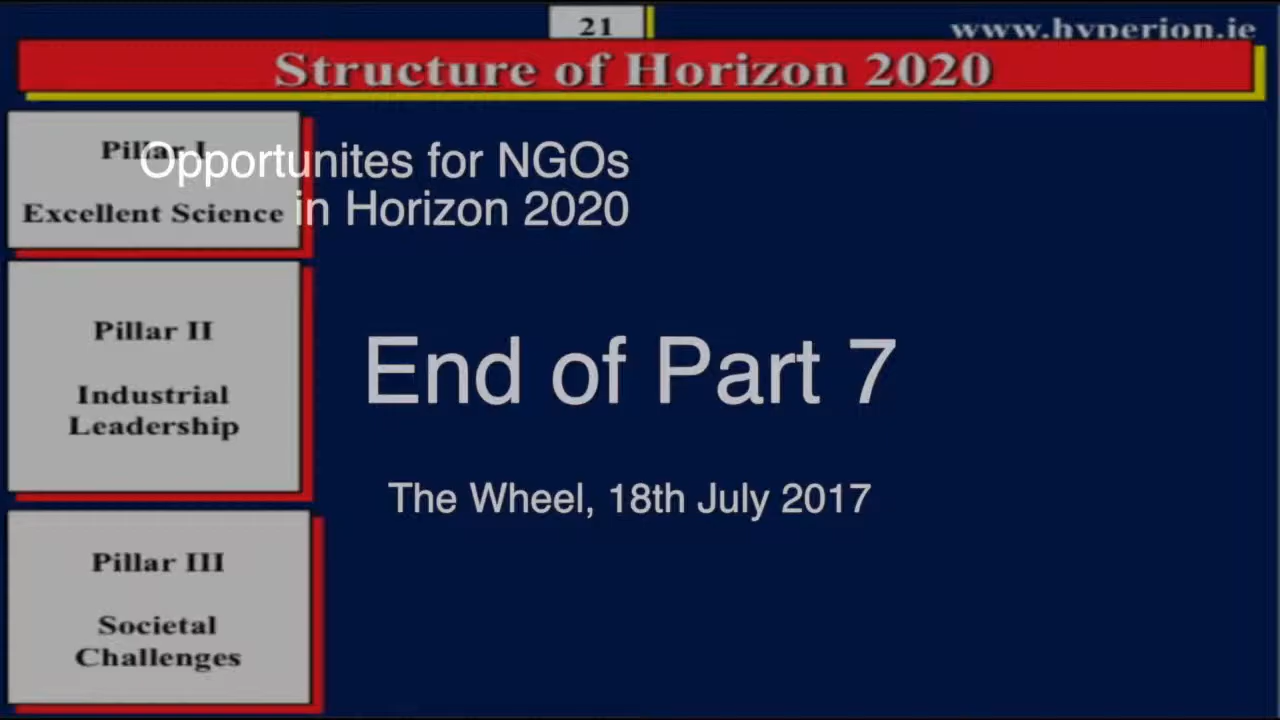 21
www.hyperion.ie
Structure of Horizon 2020
Pillar I
Excellent Science
Opportunites for NGOs
in Horizon 2020
Pillar II
Industrial
Leadership
End of Part 7
The Wheel, 18th July 2017
Pillar III
Societal
Challenges